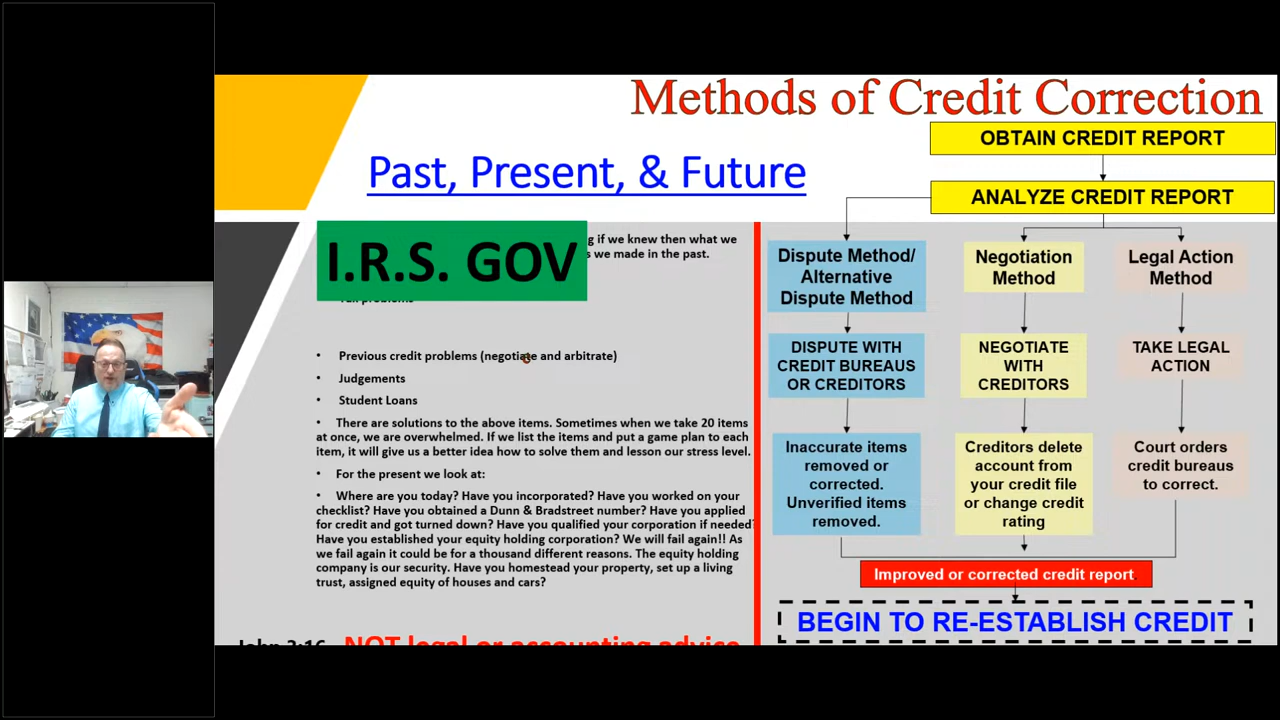 Methods of Credit Correction
Past, Present, & Future
I.R.S. GOV
g if we knew then what we
s we made in the past.
• Previous credit problems (negotiate and arbitrate)
• Judgements
• Student Loans
• There are solutions to the above items. Sometimes when we take 20 items
at once, we are overwhelmed. If we list the items and put a game plan to each
item, it will give us a better idea how to solve them and lesson our stress level.
• For the present we look at:
• Where are you today? Have you incorporated? Have you worked on your
checklist? Have you obtained a Dunn & Bradstreet number? Have you applied
for credit and got turned down? Have you qualified your corporation if needed?
Have you established your equity holding corporation? We will fail again!! As
we fail again it could be for a thousand different reasons. The equity holding
company is our security. Have you homestead your property, set up a living
trust, assigned equity of houses and cars?
John 3:16
NOT legal or accounting advice
OBTAIN CREDIT REPORT
ANALYZE CREDIT REPORT
Dispute Method/
Alternative
Dispute Method
DISPUTE WITH
CREDIT BUREAUS
OR CREDITORS
Inaccurate items
removed or
corrected.
Unverified items
removed.
Negotiation
Method
NEGOTIATE
WITH
CREDITORS
Creditors delete
account from
your credit file
or change credit
rating
Legal Action
Method
TAKE LEGAL
ACTION
Court orders
credit bureaus
to correct.
Improved or corrected credit report.
BEGIN TO RE-ESTABLISH CREDIT